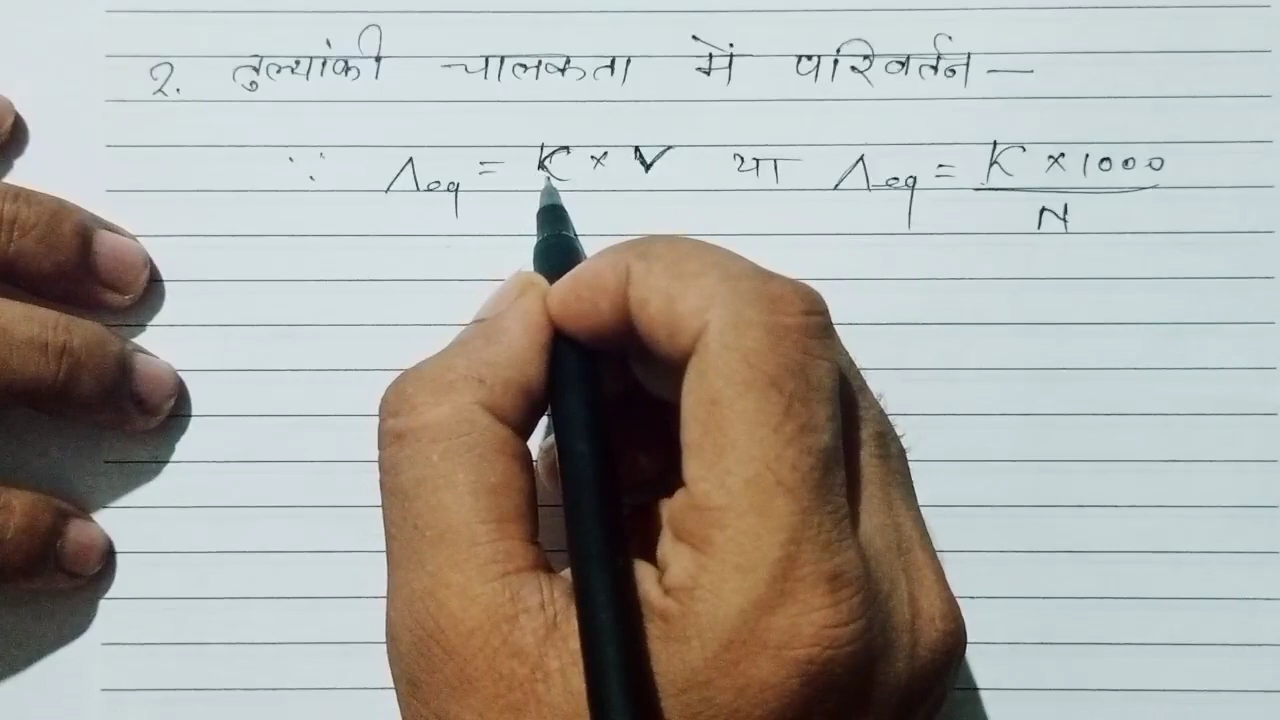 2. तुल्यांकी चालकता में परिवर्तन —
∵ Λeq = K × V या Λeq = K × 1000 / N